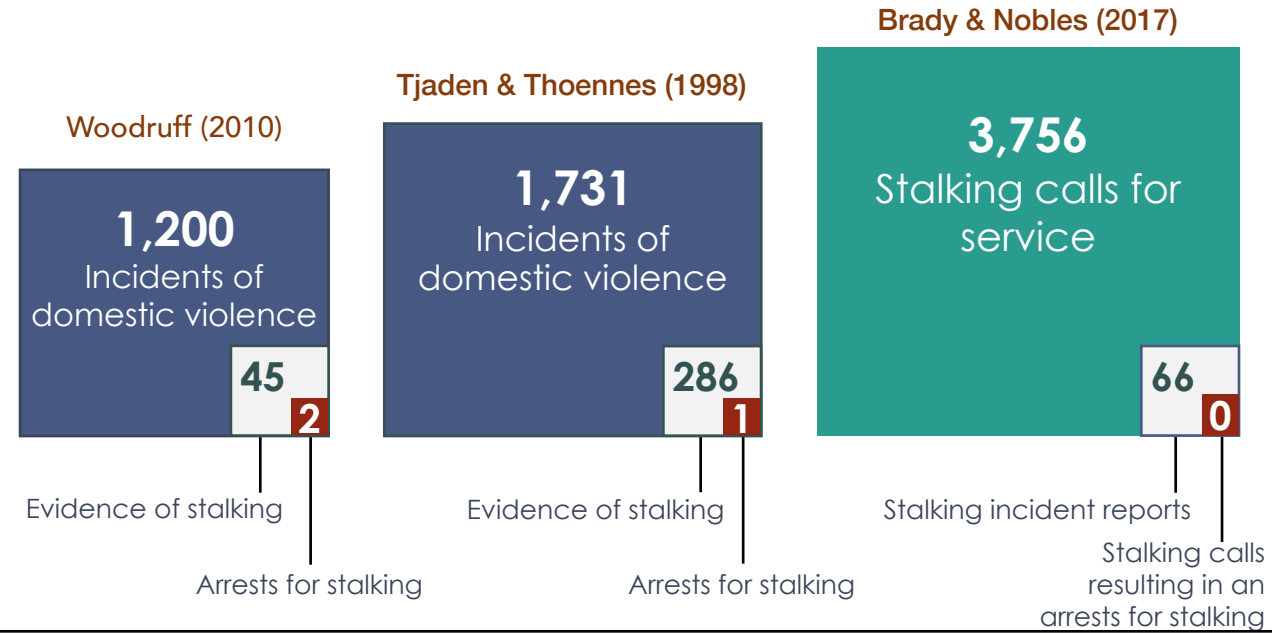 Woodruff (2010)
1,200
Incidents of
domestic violence
45
2
Evidence of stalking
Arrests for stalking
Tjaden & Thoennes (1998)
1,731
Incidents of
domestic violence
286
1
Evidence of stalking
Arrests for stalking
Brady & Nobles (2017)
3,756
Stalking calls for
service
66
0
Stalking incident reports
Stalking calls
resulting in an
arrests for stalking